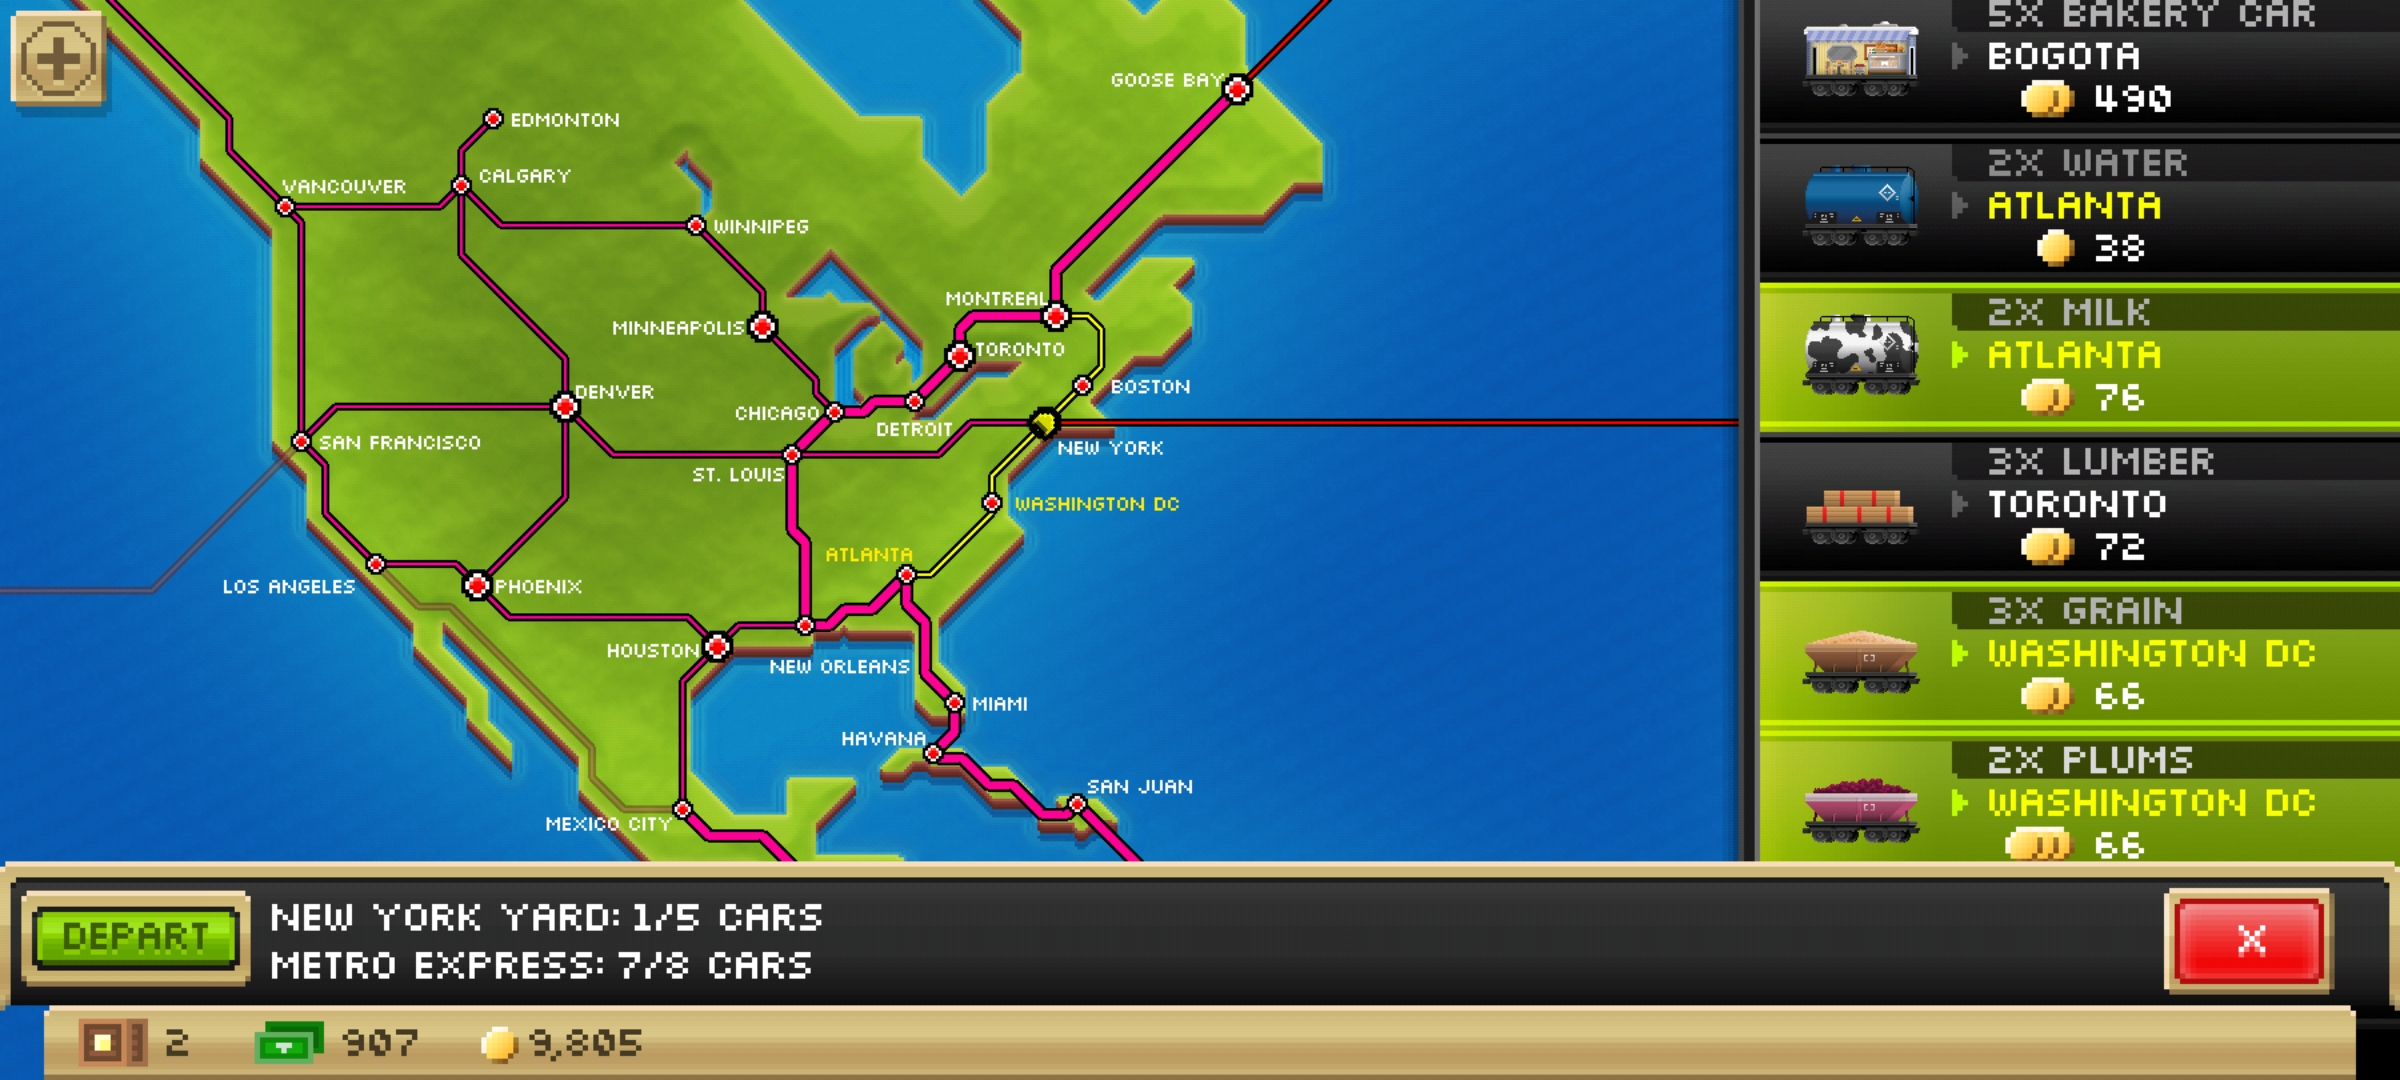 GOOSE BAY
EDMONTON
CALGARY
VANCOUVER
WINNIPEG
MONTREAL
MINNEAPOLIS
TORONTO
BOSTON
DENVER
CHICAGO
DETROIT
SAN FRANCISCO
NEW YORK
ST. LOUIS
WASHINGTON DC
ATLANTA
LOS ANGELES
PHOENIX
HOUSTON
NEW ORLEANS
MIAMI
HAVANA
SAN JUAN
MEXICO CITY
5X BAKERY CAR
BOGOTA
490
2X WATER
ATLANTA
38
2X MILK
ATLANTA
76
3X LUMBER
TORONTO
72
3X GRAIN
WASHINGTON DC
66
2X PLUMS
WASHINGTON DC
66
DEPART
NEW YORK YARD: 1/5 CARS
METRO EXPRESS: 7/8 CARS
X
2
907
9,805